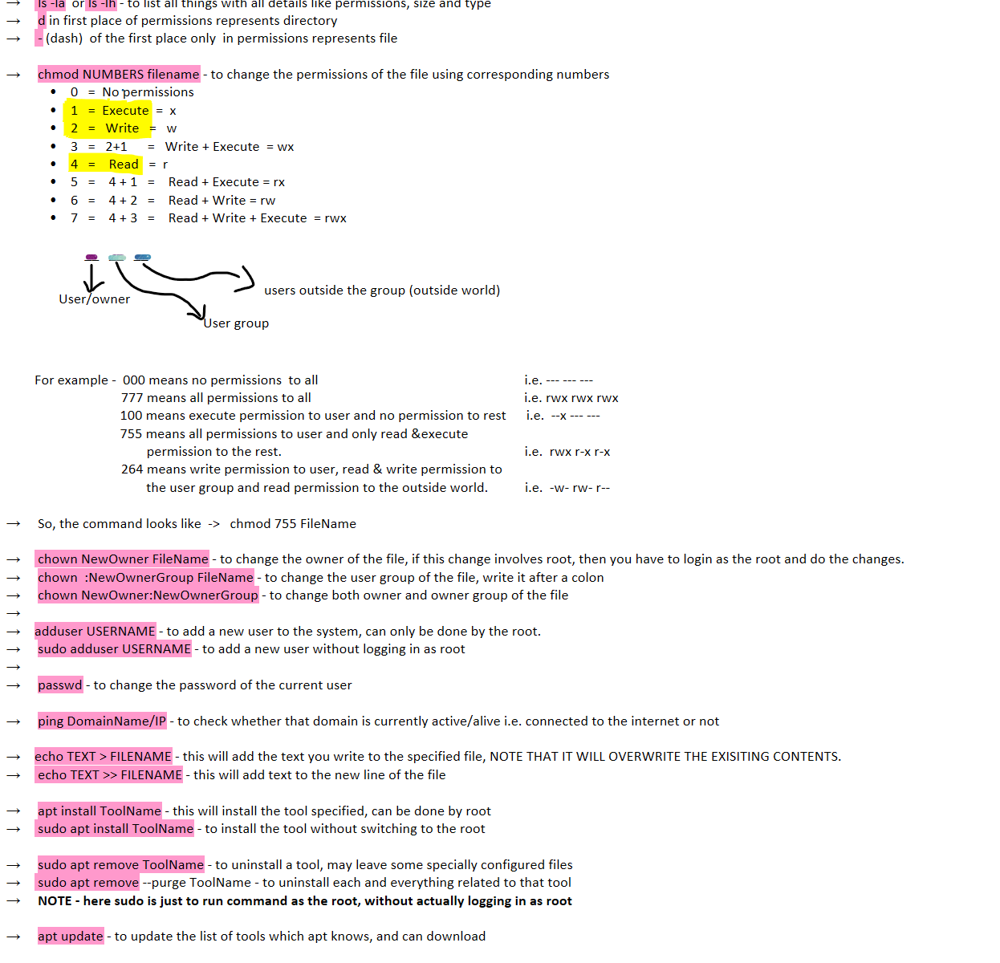 → ls -la or ls -lh - to list all things with all details like permissions, size and type
→ d in first place of permissions represents directory
→ - (dash) of the first place only in permissions represents file
→ chmod NUMBERS filename - to change the permissions of the file using corresponding numbers
• 0 = No permissions
• 1 = Execute = x
• 2 = Write = w
• 3 = 2+1 = Write + Execute = wx
• 4 = Read = r
• 5 = 4 + 1 = Read + Execute = rx
• 6 = 4 + 2 = Read + Write = rw
• 7 = 4 + 3 = Read + Write + Execute = rwx
users outside the group (outside world)
User/owner
User group
For example - 000 means no permissions to all i.e. --- --- ---
777 means all permissions to all i.e. rwx rwx rwx
100 means execute permission to user and no permission to rest i.e. --x --- ---
755 means all permissions to user and only read &execute
permission to the rest. i.e. rwx r-x r-x
264 means write permission to user, read & write permission to
the user group and read permission to the outside world. i.e. -w- rw- r--
→ So, the command looks like -> chmod 755 FileName
→ chown NewOwner FileName - to change the owner of the file, if this change involves root, then you have to login as the root and do the changes.
→ chown :NewOwnerGroup FileName - to change the user group of the file, write it after a colon
→ chown NewOwner:NewOwnerGroup - to change both owner and owner group of the file
→
→ adduser USERNAME - to add a new user to the system, can only be done by the root.
→ sudo adduser USERNAME - to add a new user without logging in as root
→
→ passwd - to change the password of the current user
→ ping DomainName/IP - to check whether that domain is currently active/alive i.e. connected to the internet or not
→ echo TEXT > FILENAME - this will add the text you write to the specified file, NOTE THAT IT WILL OVERWRITE THE EXISITING CONTENTS.
→ echo TEXT >> FILENAME - this will add text to the new line of the file
→ apt install ToolName - this will install the tool specified, can be done by root
→ sudo apt install ToolName - to install the tool without switching to the root
→ sudo apt remove ToolName - to uninstall a tool, may leave some specially configured files
→ sudo apt remove --purge ToolName - to uninstall each and everything related to that tool
→ NOTE - here sudo is just to run command as the root, without actually logging in as root
→ apt update - to update the list of tools which apt knows, and can download